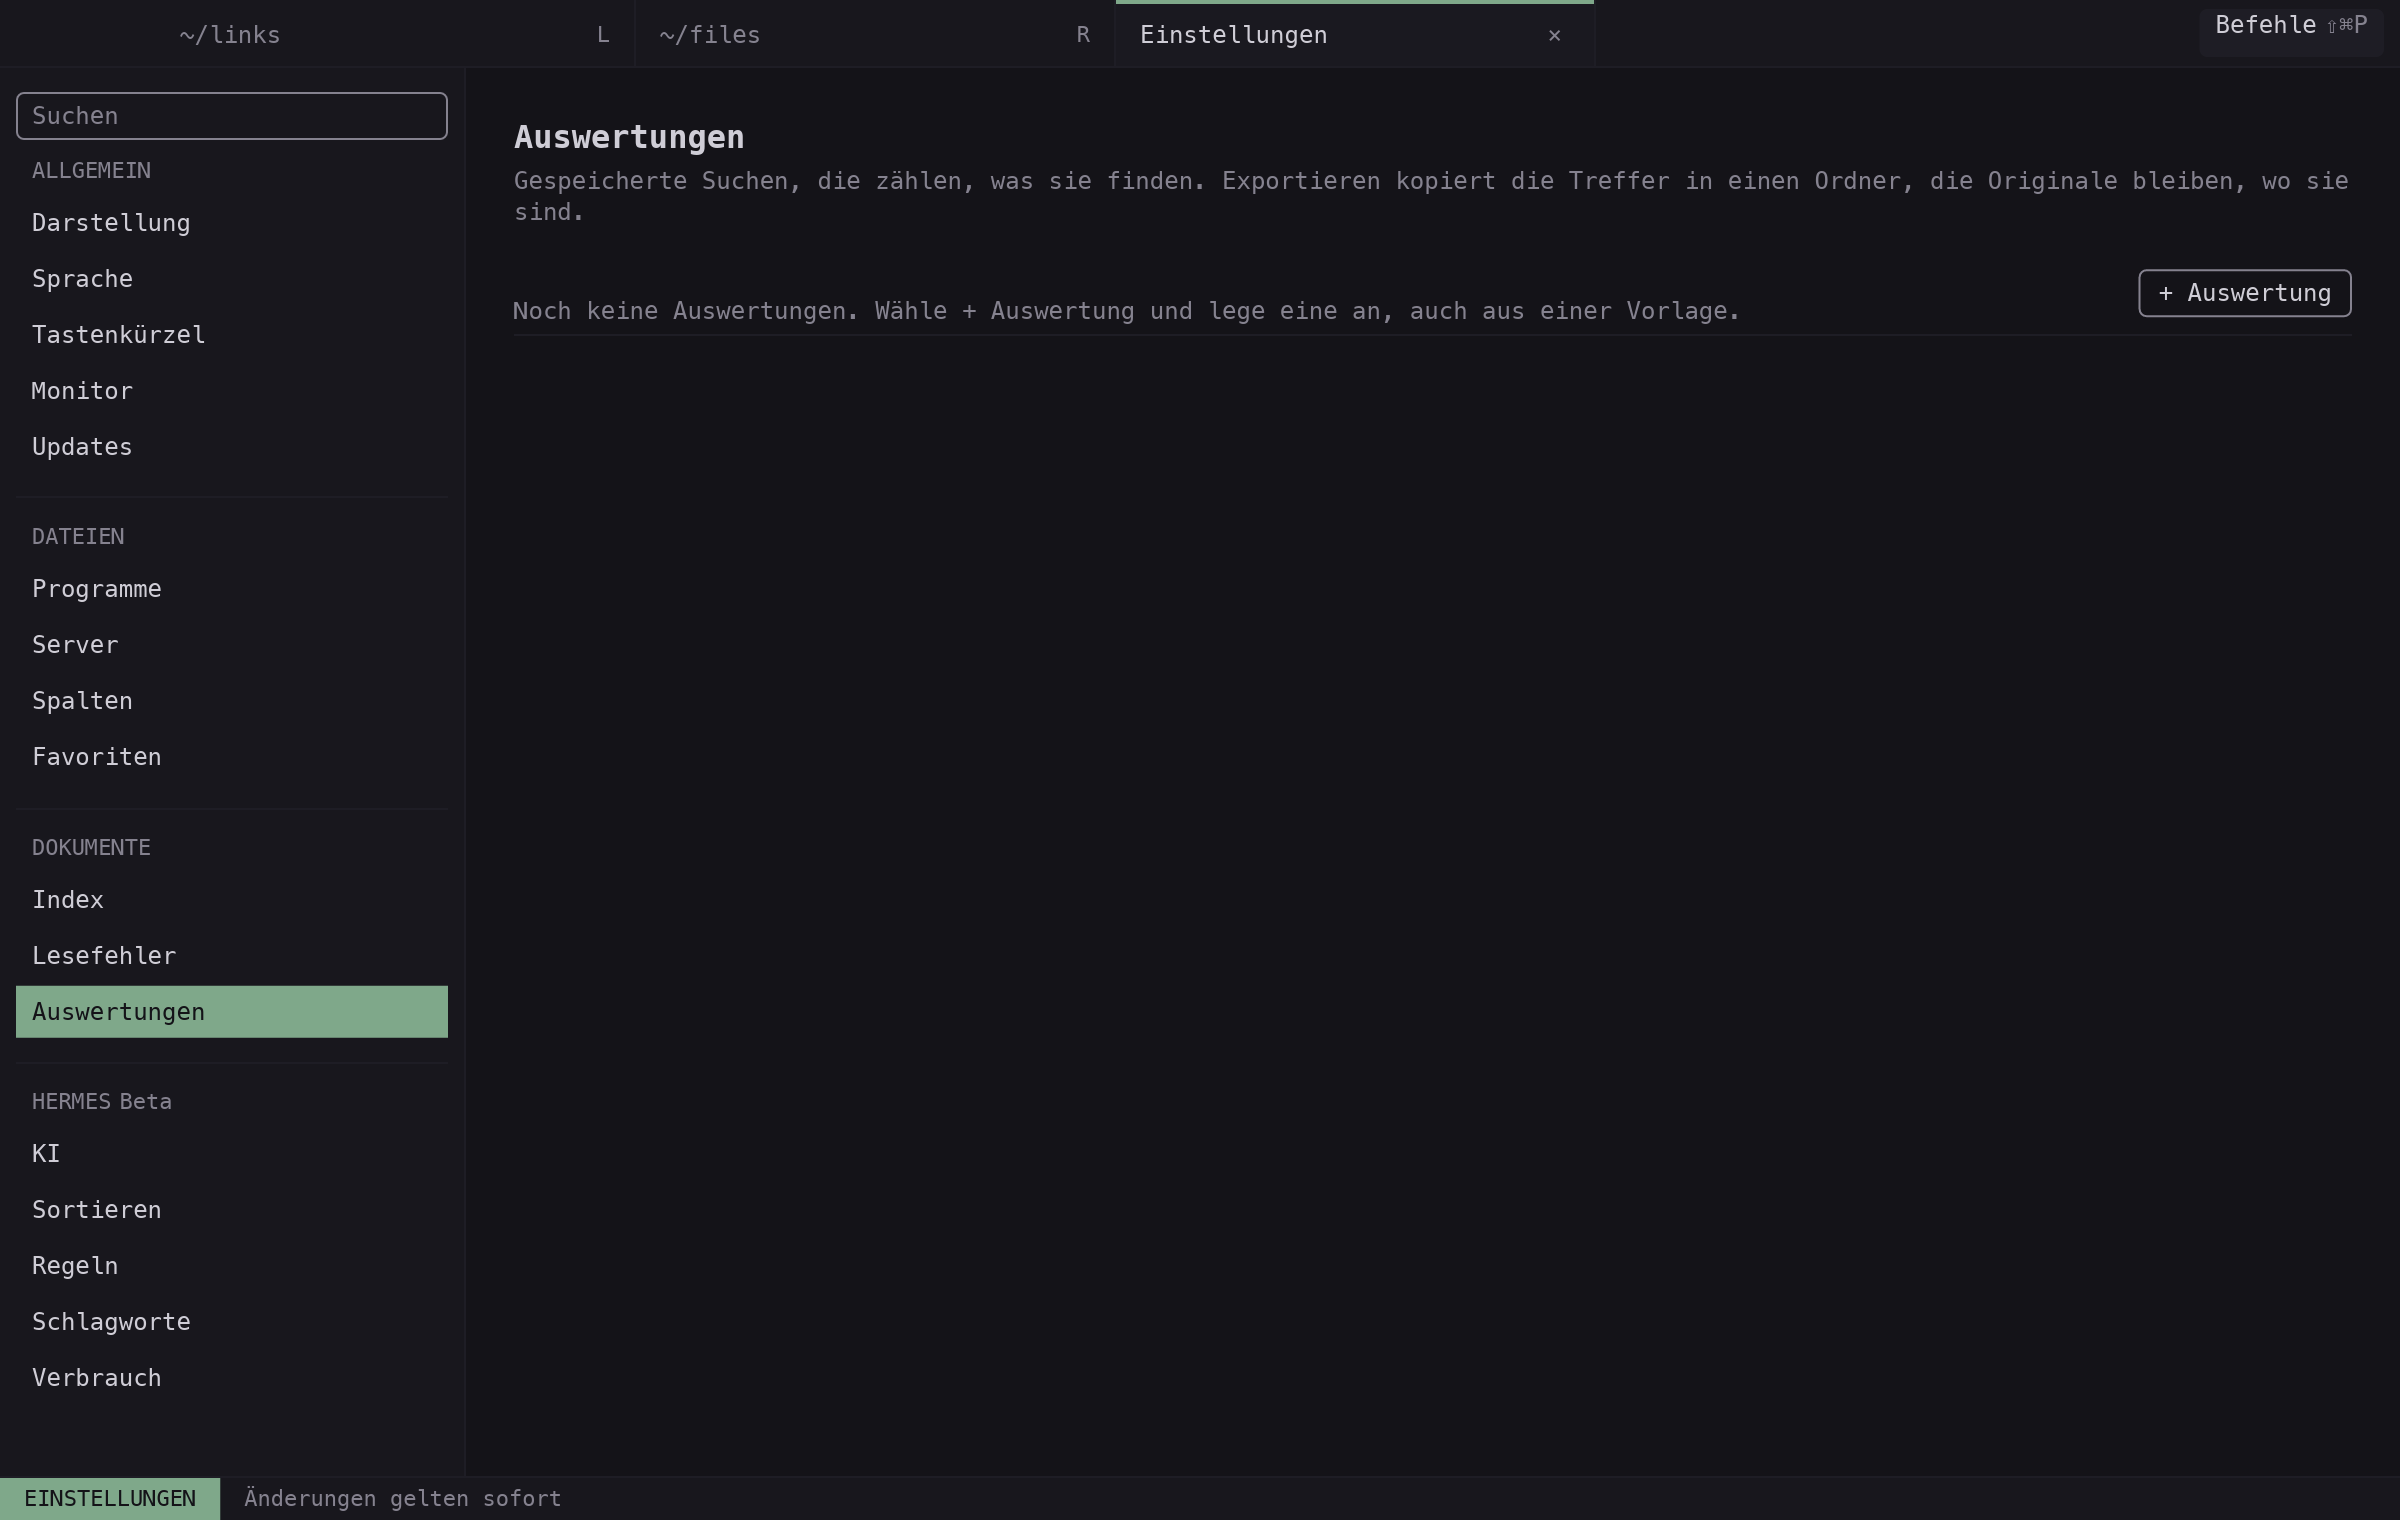 ~/links L ~/files R Einstellungen × Befehle ⇧⌘P
Suchen
ALLGEMEIN
Darstellung
Sprache
Tastenkürzel
Monitor
Updates
DATEIEN
Programme
Server
Spalten
Favoriten
DOKUMENTE
Index
Lesefehler
Auswertungen
HERMES Beta
KI
Sortieren
Regeln
Schlagworte
Verbrauch
Auswertungen
Gespeicherte Suchen, die zählen, was sie finden. Exportieren kopiert die Treffer in einen Ordner, die Originale bleiben, wo sie
sind.
+ Auswertung
Noch keine Auswertungen. Wähle + Auswertung und lege eine an, auch aus einer Vorlage.
EINSTELLUNGEN Änderungen gelten sofort